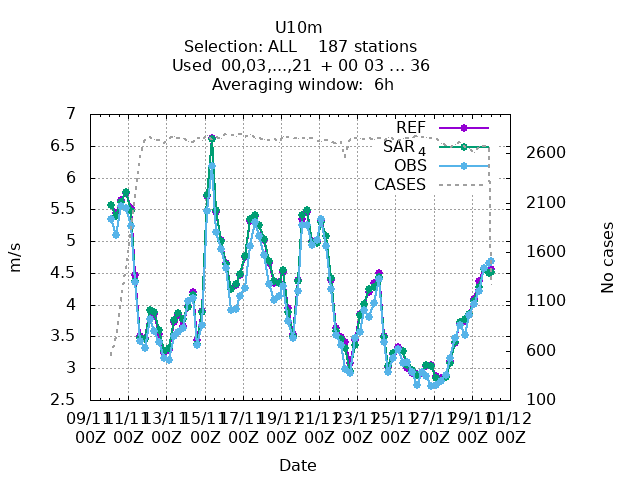 U10m
Selection: ALL 187 stations
Used 00,03,...,21 + 00 03 ... 36
Averaging window: 6h
7
6.5
6
5.5
5
4.5
4
3.5
3
2.5
m/s
REF
SAR 4
OBS
CASES
2600
2100
1600
1100
600
100
No cases
09/11 11/11 13/11 15/11 17/11 19/11 21/11 23/11 25/11 27/11 29/11 01/12
00Z 00Z 00Z 00Z 00Z 00Z 00Z 00Z 00Z 00Z 00Z 00Z
Date